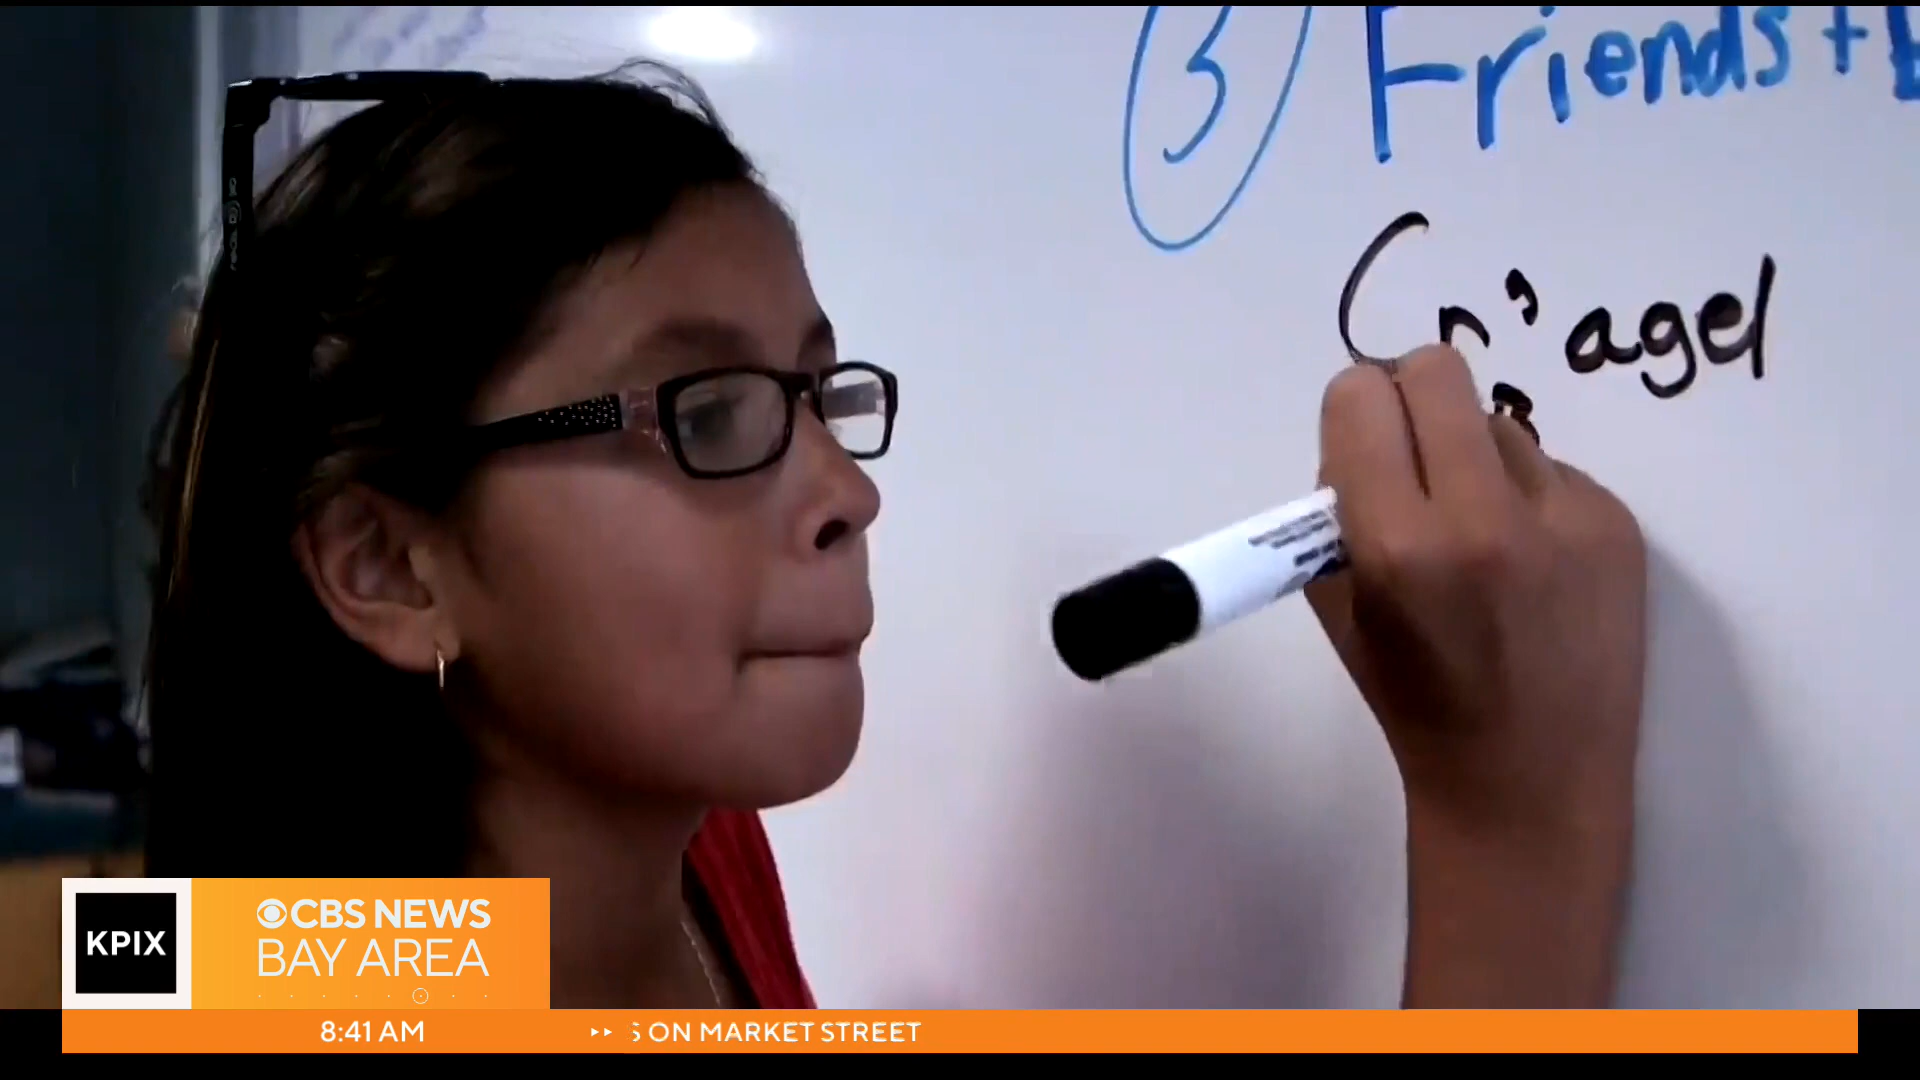 3 Friends +
agel
KPIX
CBS NEWS
BAY AREA
8:41 AM
S ON MARKET STREET